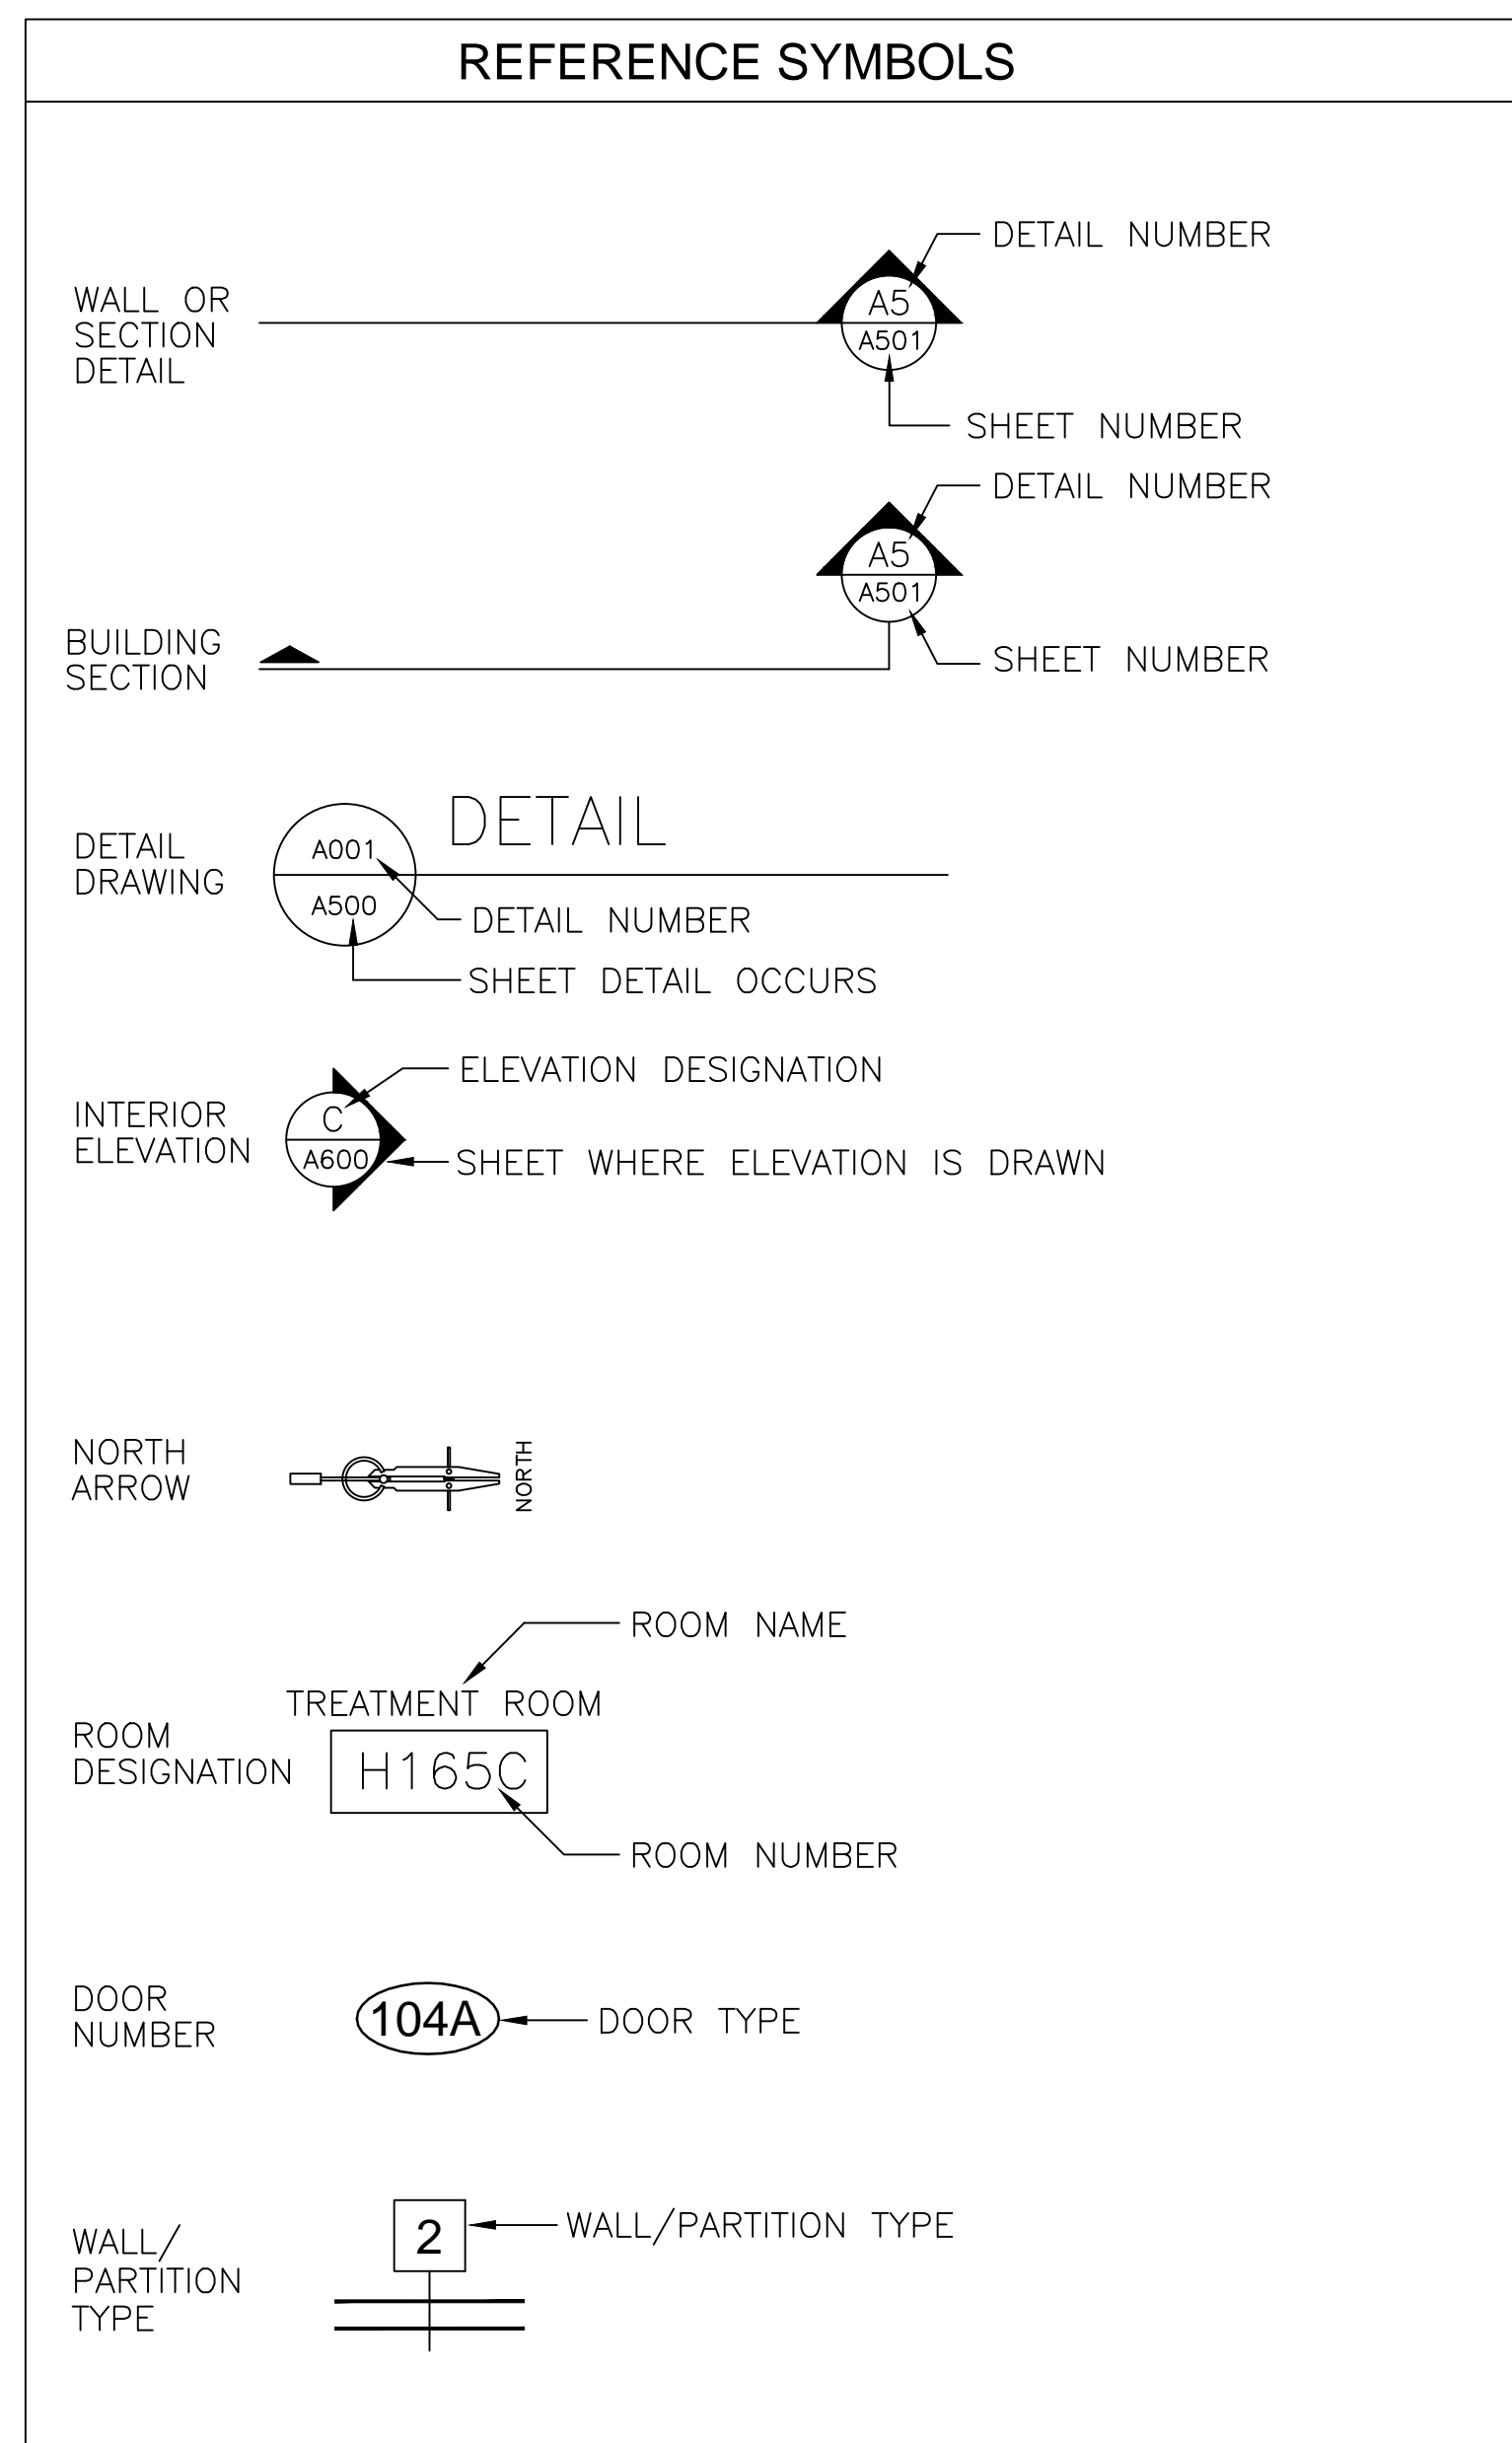 REFERENCE SYMBOLS
WALL OR
SECTION
DETAIL
A5
A501
DETAIL NUMBER
SHEET NUMBER
BUILDING
SECTION
A5
A501
DETAIL NUMBER
SHEET NUMBER
DETAIL
DRAWING
A001
A500
DETAIL
DETAIL NUMBER
SHEET DETAIL OCCURS
INTERIOR
ELEVATION
C
A600
ELEVATION DESIGNATION
SHEET WHERE ELEVATION IS DRAWN
NORTH
ARROW
NORTH
ROOM
DESIGNATION
ROOM NAME
TREATMENT ROOM
H165C
ROOM NUMBER
DOOR
NUMBER
104A
DOOR TYPE
WALL/
PARTITION
TYPE
2
WALL/PARTITION TYPE